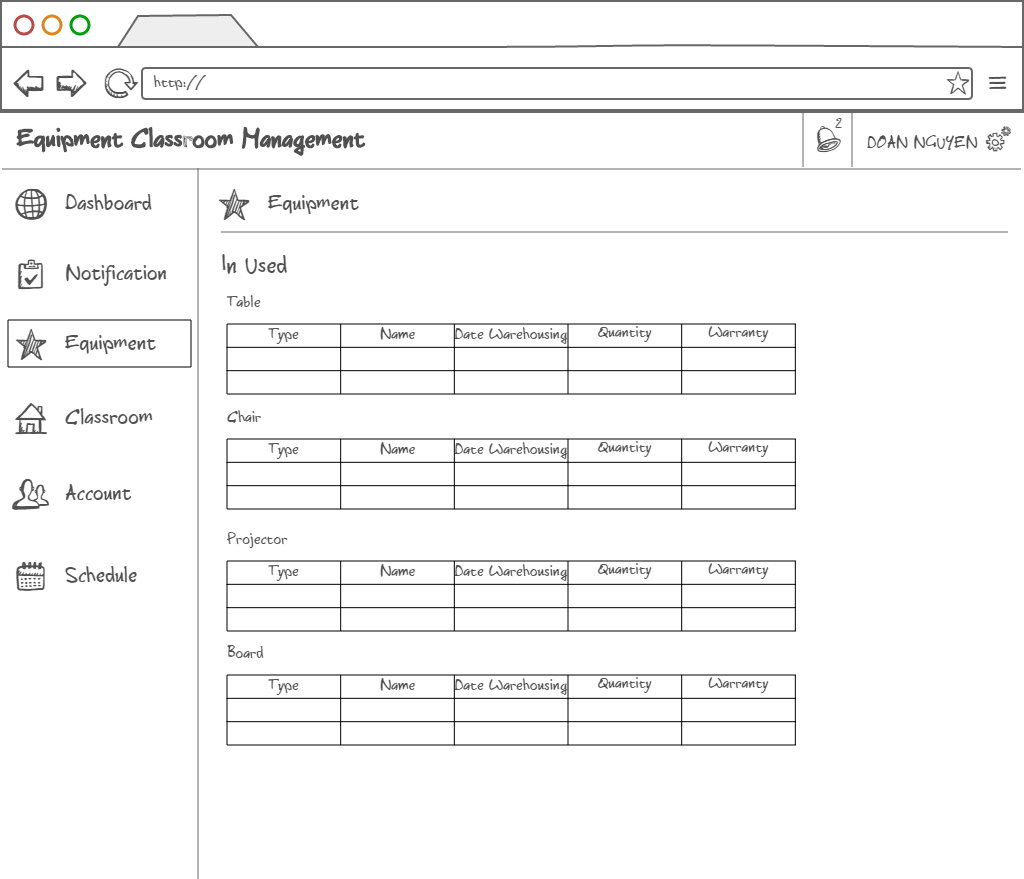 http://
Equipment Classroom Management
2
DOAN NGUYEN
Dashboard
Notification
Equipment
Classroom
Account
Schedule
Equipment
In Used
Table
Type Name Date Warehousing Quantity Warranty
Chair
Type Name Date Warehousing Quantity Warranty
Projector
Type Name Date Warehousing Quantity Warranty
Board
Type Name Date Warehousing Quantity Warranty